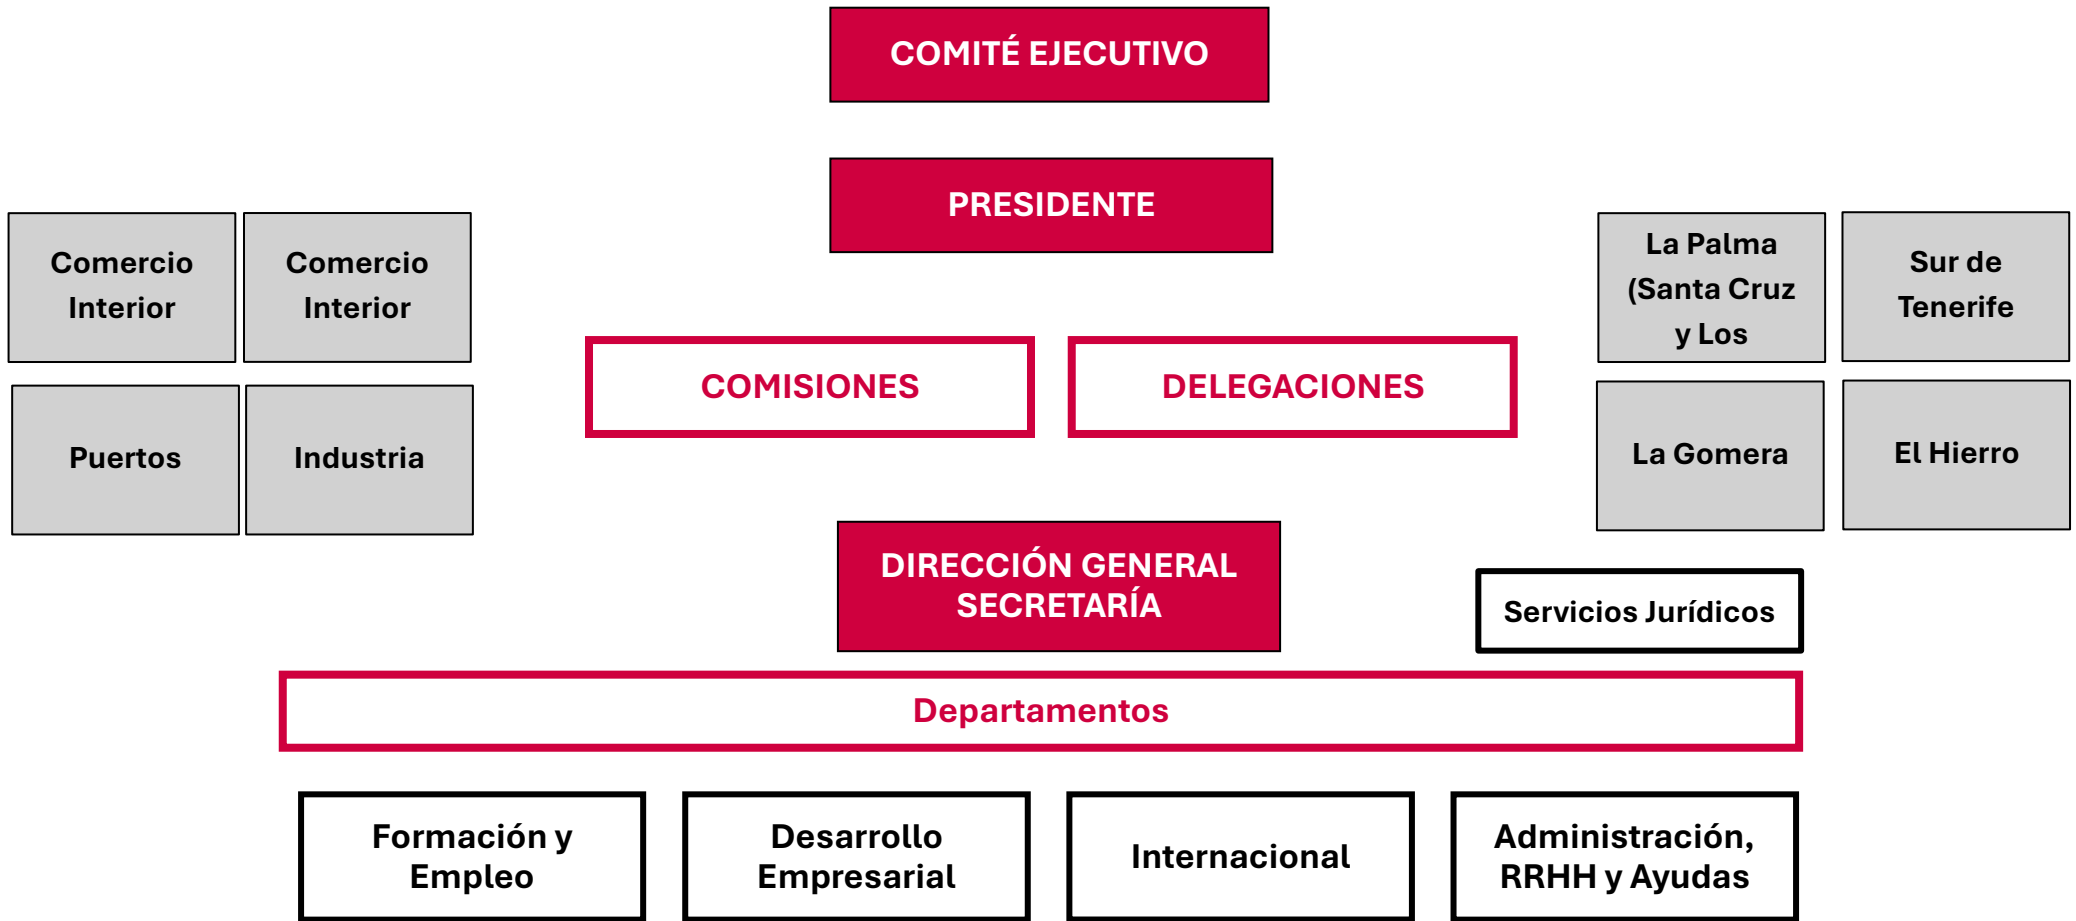 COMITÉ EJECUTIVO
PRESIDENTE
Comercio
Interior
Comercio
Interior
Puertos
Industria
La Palma
(Santa Cruz
y Los
Sur de
Tenerife
La Gomera
El Hierro
COMISIONES
DELEGACIONES
DIRECCIÓN GENERAL
SECRETARÍA
Servicios Jurídicos
Departamentos
Formación y
Empleo
Desarrollo
Empresarial
Internacional
Administración,
RRHH y Ayudas